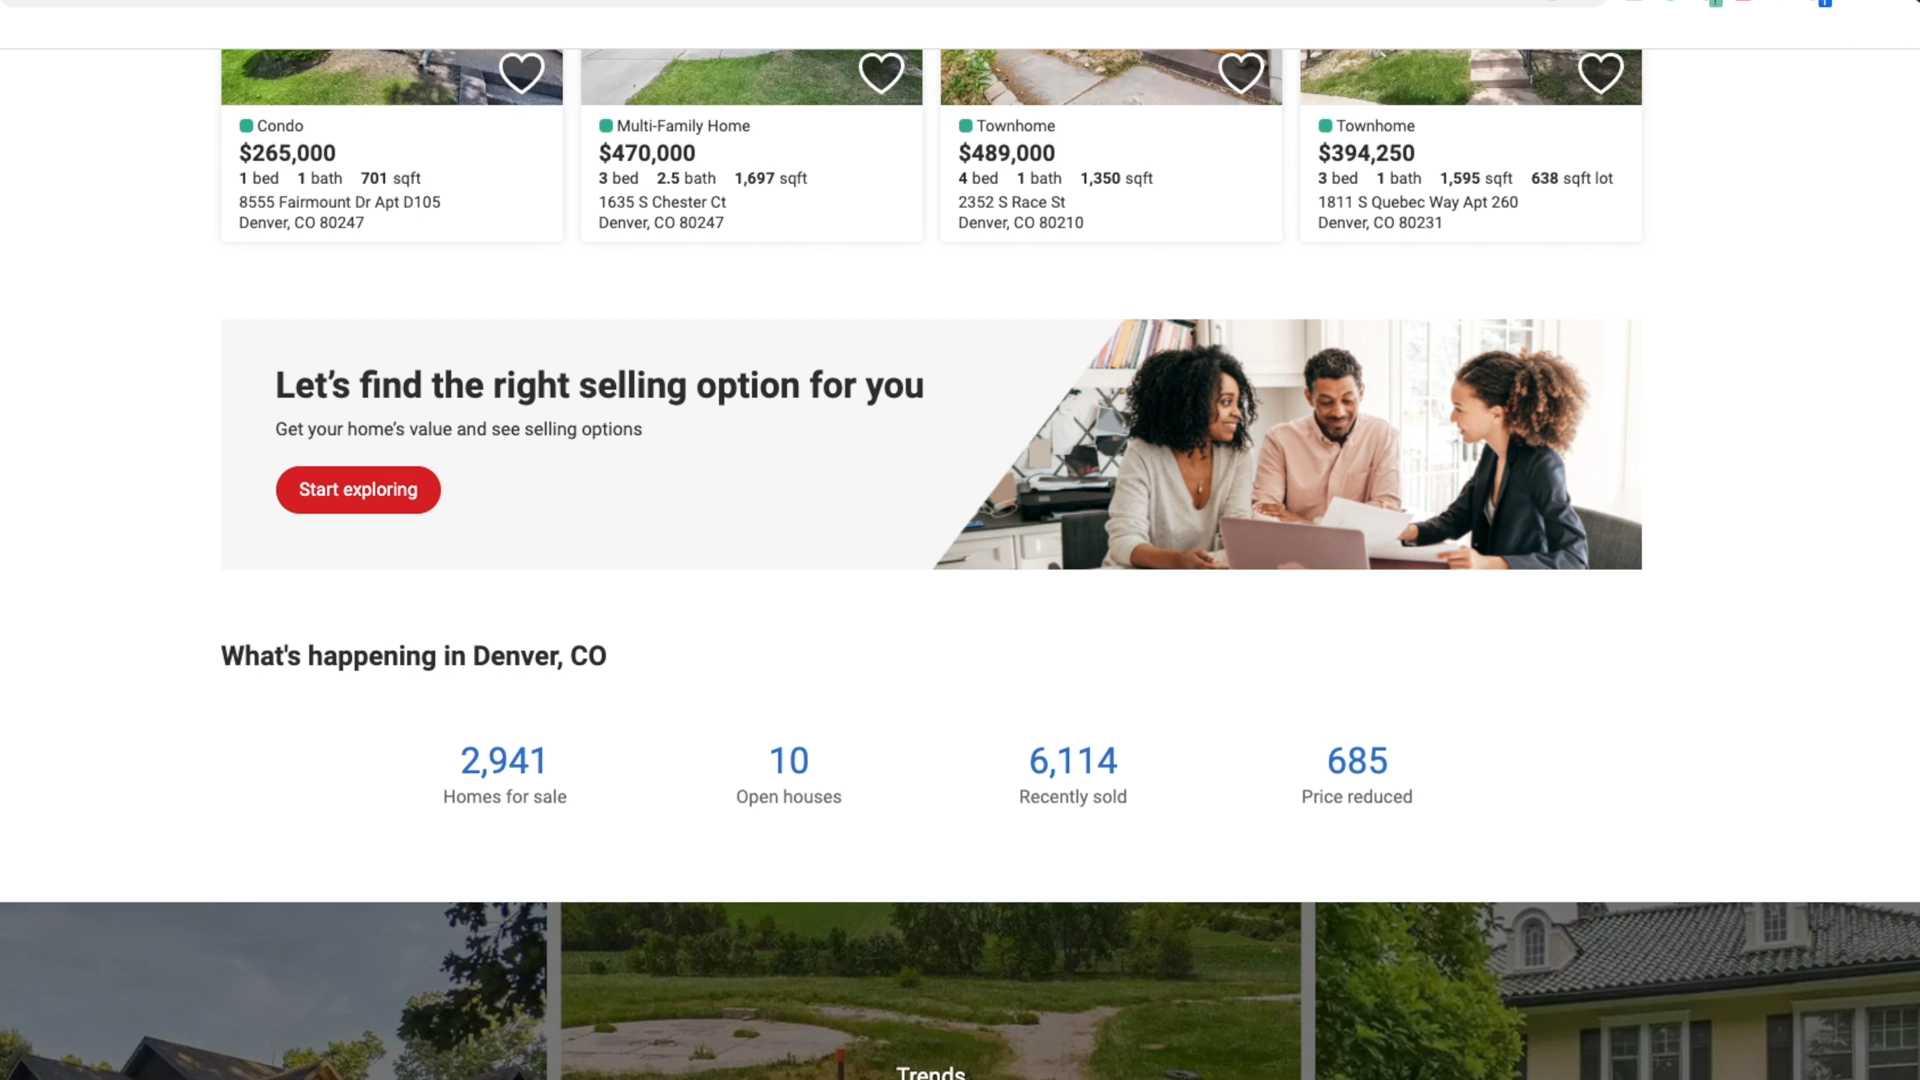 Condo
$265,000
1 bed 1 bath 701 sqft
8555 Fairmount Dr Apt D105
Denver, CO 80247
Multi-Family Home
$470,000
3 bed 2.5 bath 1,697 sqft
1635 S Chester Ct
Denver, CO 80247
Townhome
$489,000
4 bed 1 bath 1,350 sqft
2352 S Race St
Denver, CO 80210
Townhome
$394,250
3 bed 1 bath 1,595 sqft 638 sqft lot
1811 S Quebec Way Apt 260
Denver, CO 80231
Let’s find the right selling option for you
Get your home’s value and see selling options
Start exploring
What's happening in Denver, CO
2,941
Homes for sale
10
Open houses
6,114
Recently sold
685
Price reduced
Trends